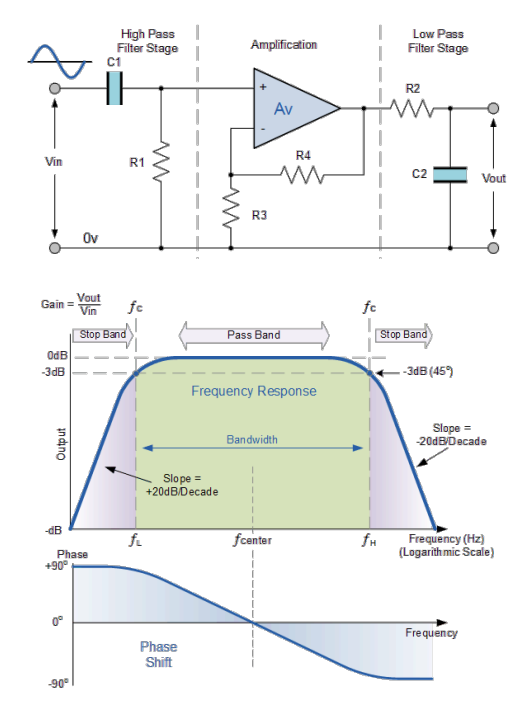 High Pass
Filter Stage
Amplification
Low Pass
Filter Stage
C1
+
Av
-
R2
Vin
R1
R4
C2
Vout
R3
0v
Gain = Vout
Vin
fC
fC
Stop Band
Pass Band
Stop Band
0dB
-3dB
-3dB (45°)
Frequency Response
Output
Bandwidth
Slope =
-20dB/Decade
Slope =
+20dB/Decade
-dB
fL
fcenter
fH
Frequency (Hz)
(Logarithmic Scale)
Phase
+90°
0°
Frequency
Phase
Shift
-90°